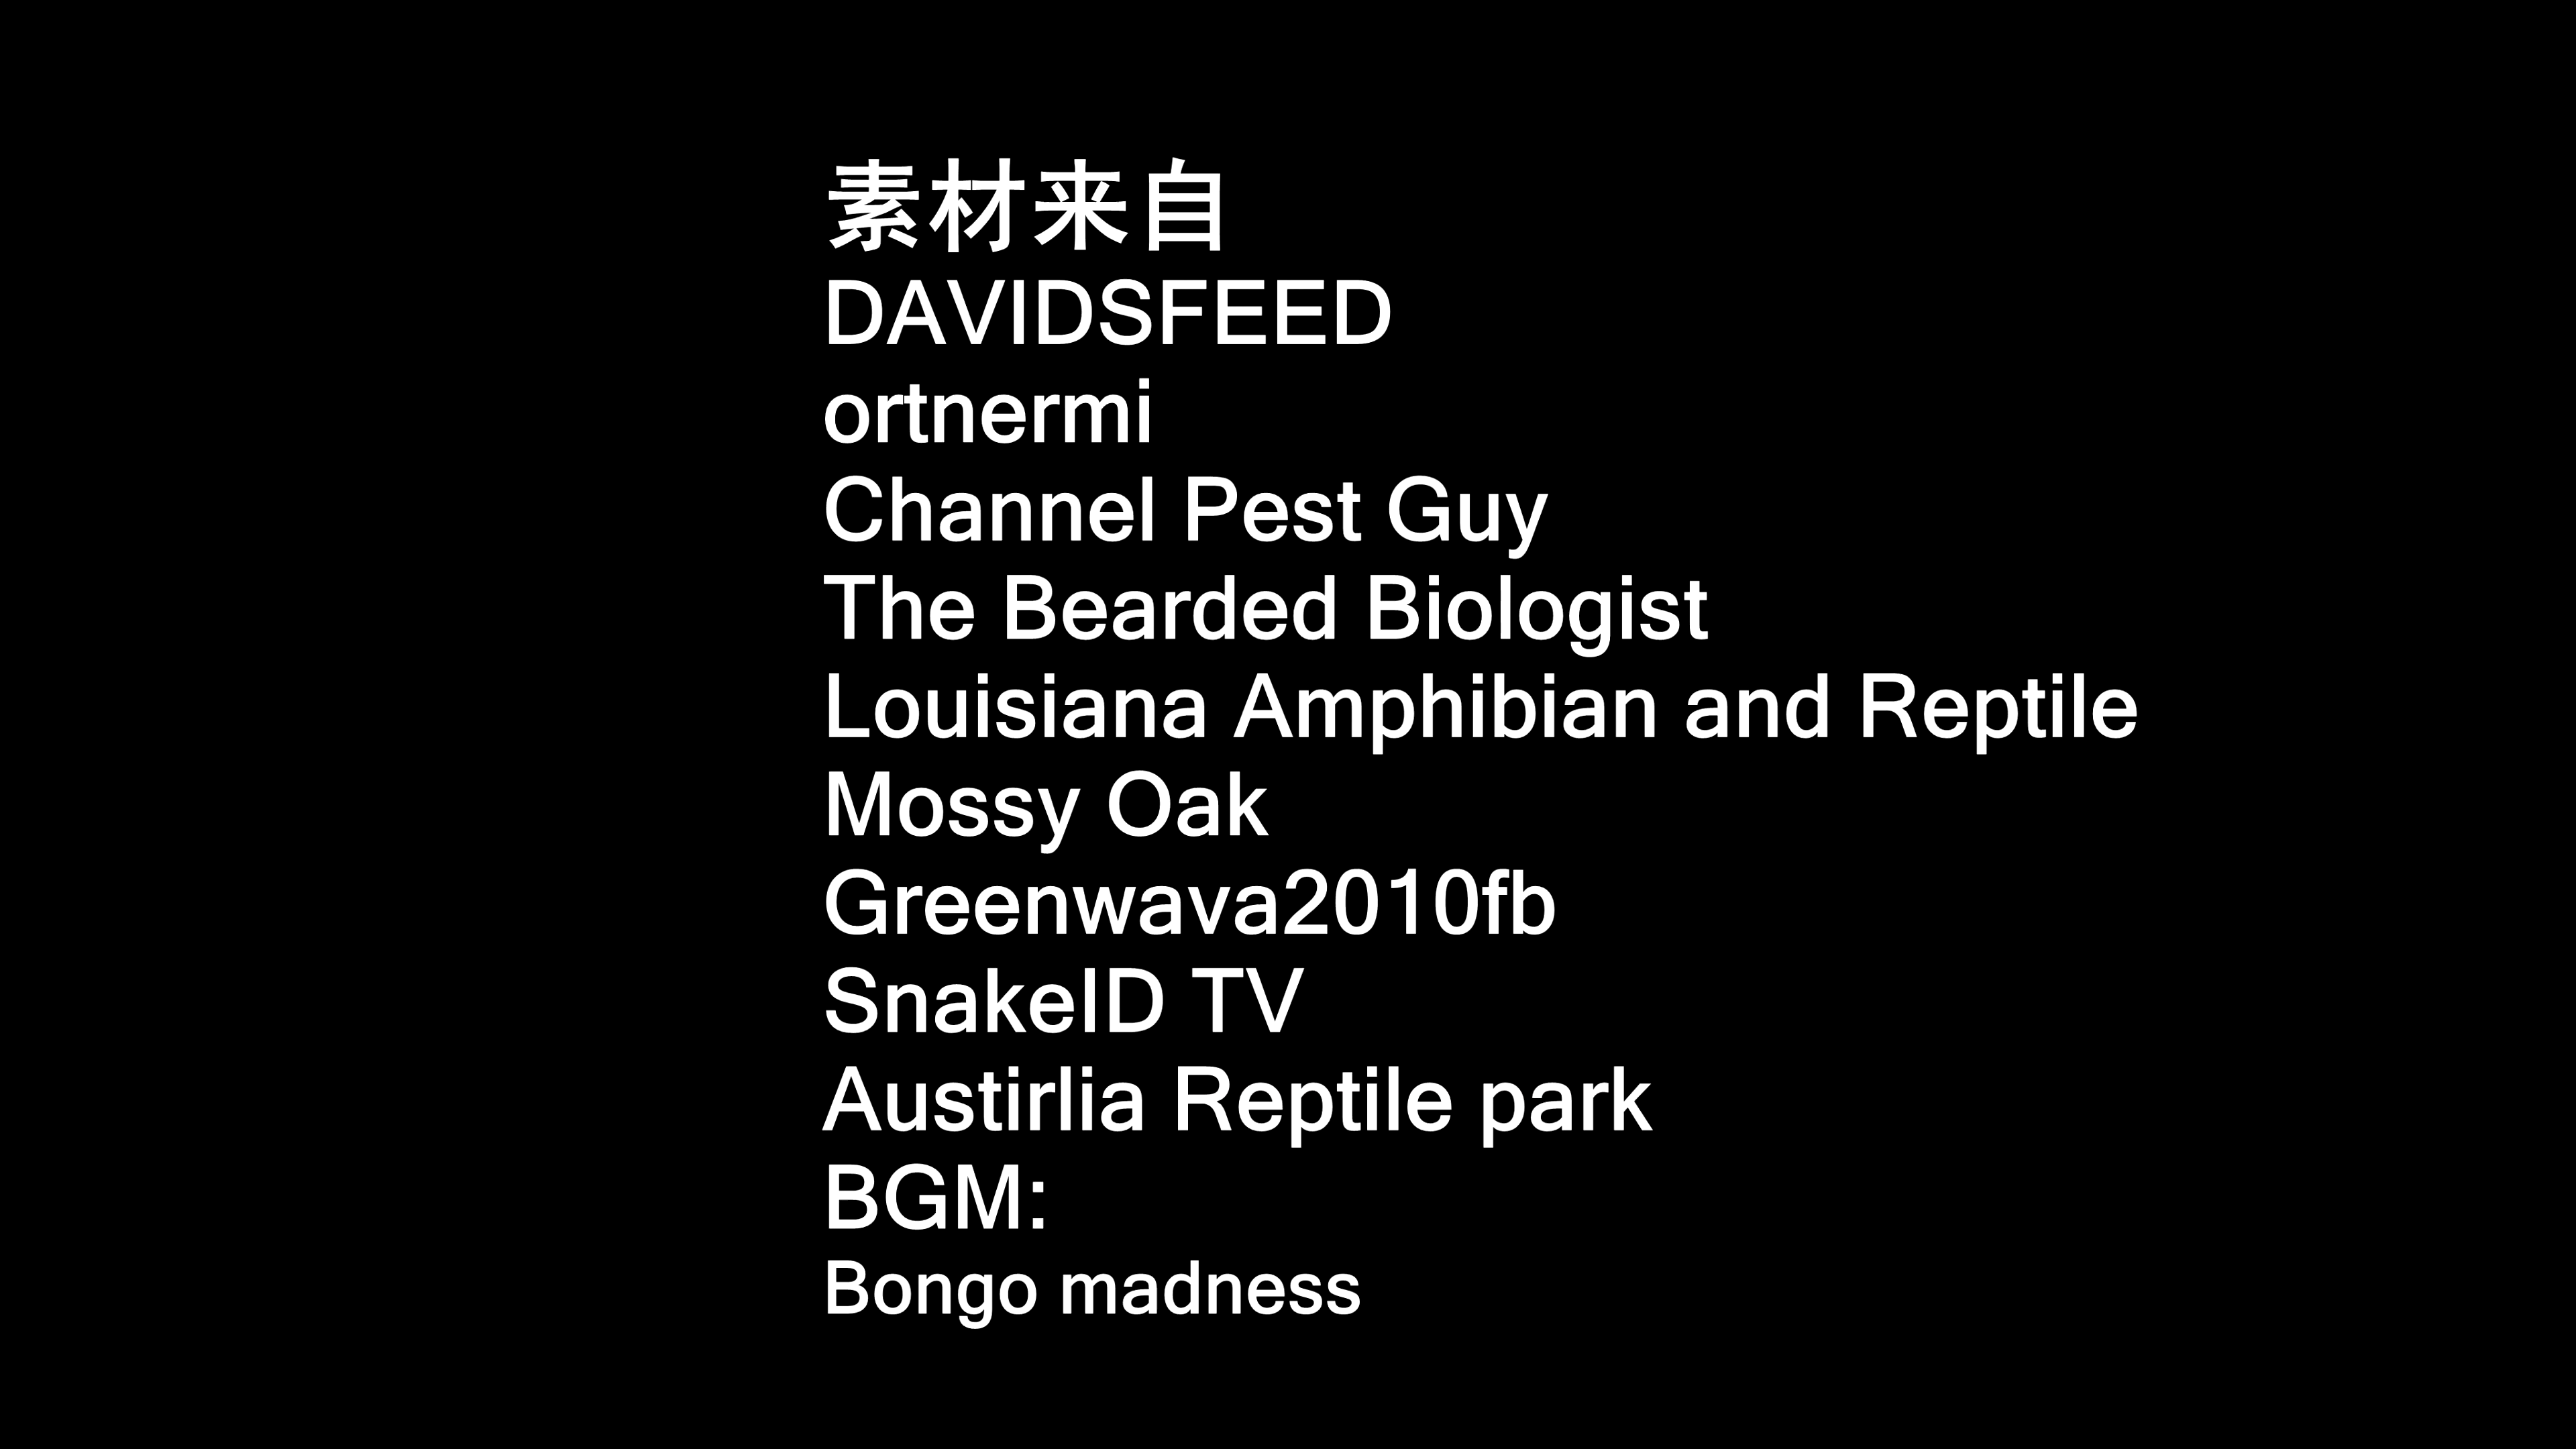 素材来自
DAVIDSFEED
ortnermi
Channel Pest Guy
The Bearded Biologist
Louisiana Amphibian and Reptile
Mossy Oak
Greenwava2010fb
SnakeID TV
Austirlia Reptile park
BGM:
Bongo madness